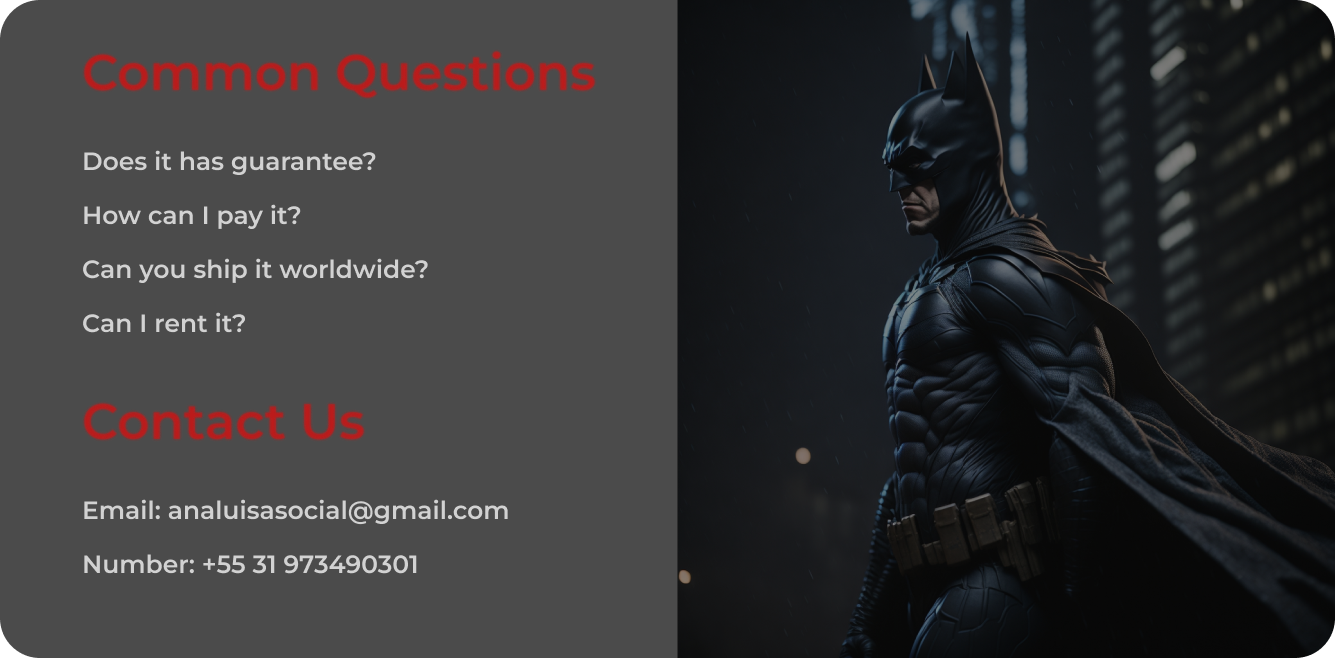 Common Questions
Does it has guarantee?
How can I pay it?
Can you ship it worldwide?
Can I rent it?
Contact Us
Email: analuisasocial@gmail.com
Number: +55 31 973490301